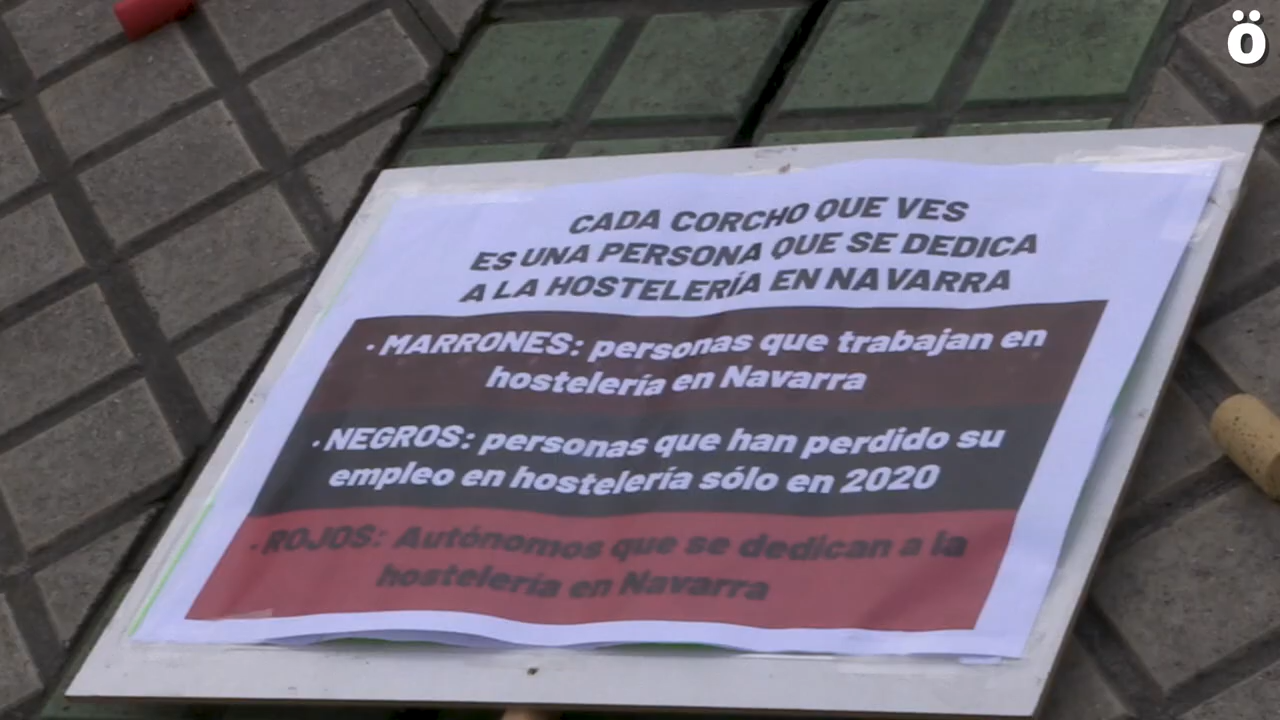 Ö
CADA CORCHO QUE VES
ES UNA PERSONA QUE SE DEDICA
A LA HOSTELERÍA EN NAVARRA
· MARRONES: personas que trabajan en
hostelería en Navarra
· NEGROS: personas que han perdido su
empleo en hostelería sólo en 2020
· ROJOS: Autónomos que se dedican a la
hostelería en Navarra